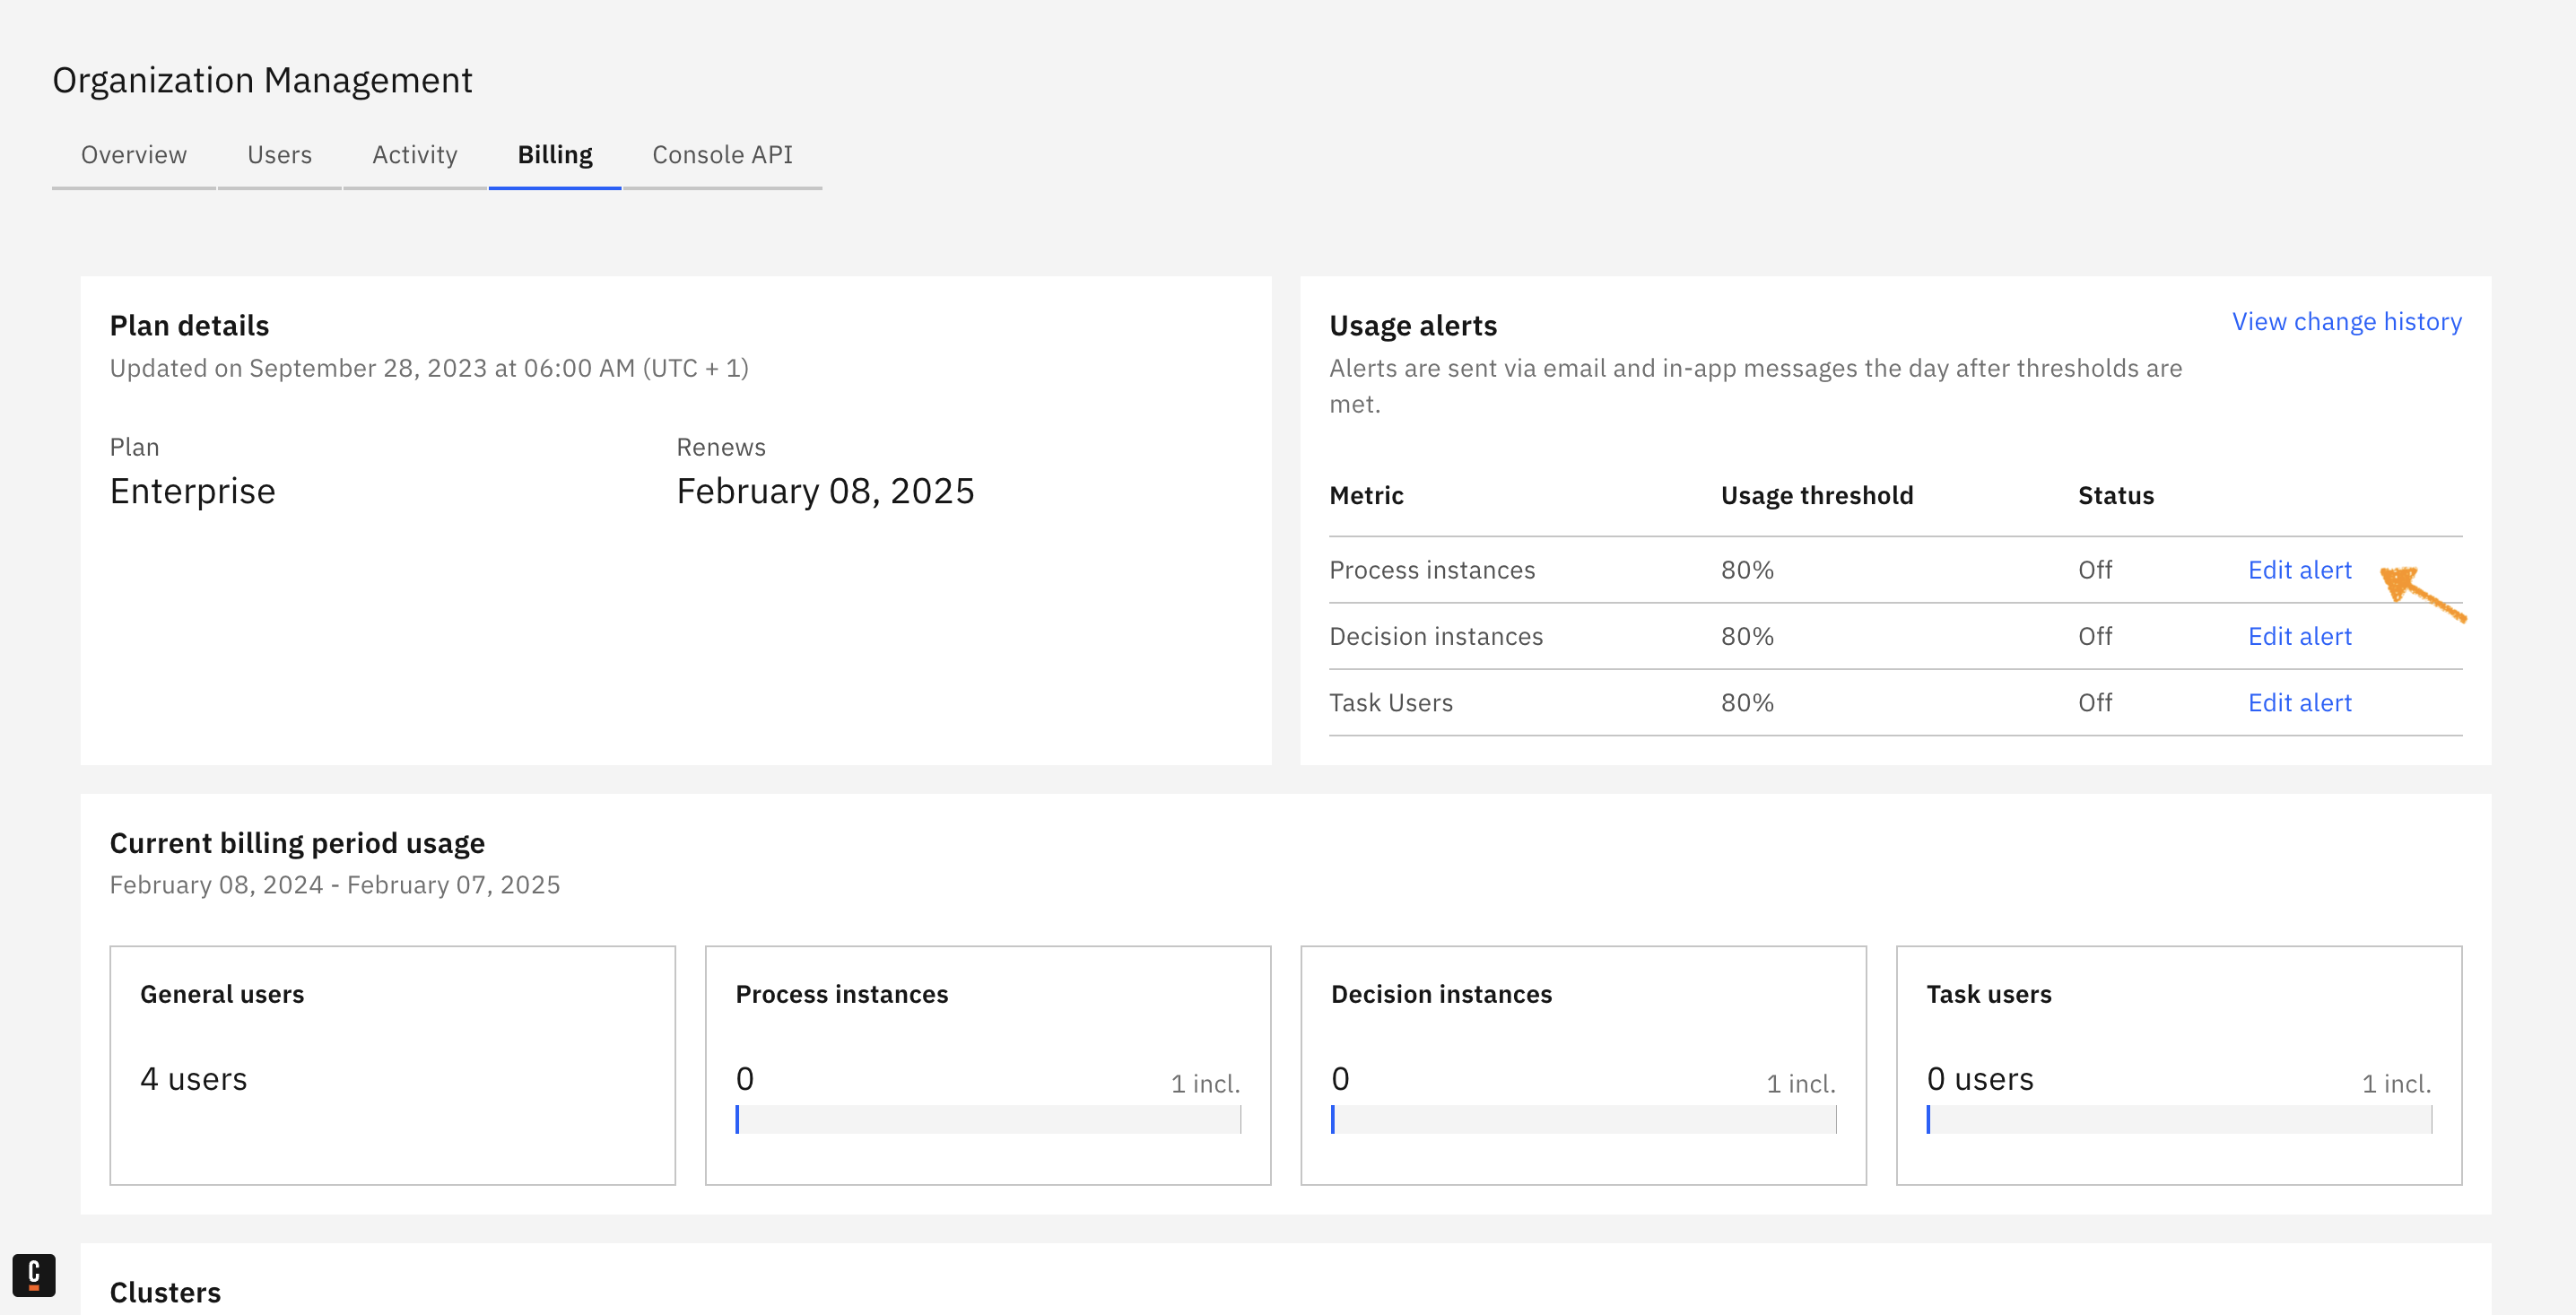 Organization Management
Overview Users Activity Billing Console API
Plan details
Updated on September 28, 2023 at 06:00 AM (UTC + 1)
Plan Renews
Enterprise February 08, 2025
Usage alerts View change history
Alerts are sent via email and in-app messages the day after thresholds are
met.
Metric Usage threshold Status
Process instances 80% Off Edit alert
Decision instances 80% Off Edit alert
Task Users 80% Off Edit alert
Current billing period usage
February 08, 2024 - February 07, 2025
General users
4 users
Process instances
0 1 incl.
Decision instances
0 1 incl.
Task users
0 users 1 incl.
C
Clusters